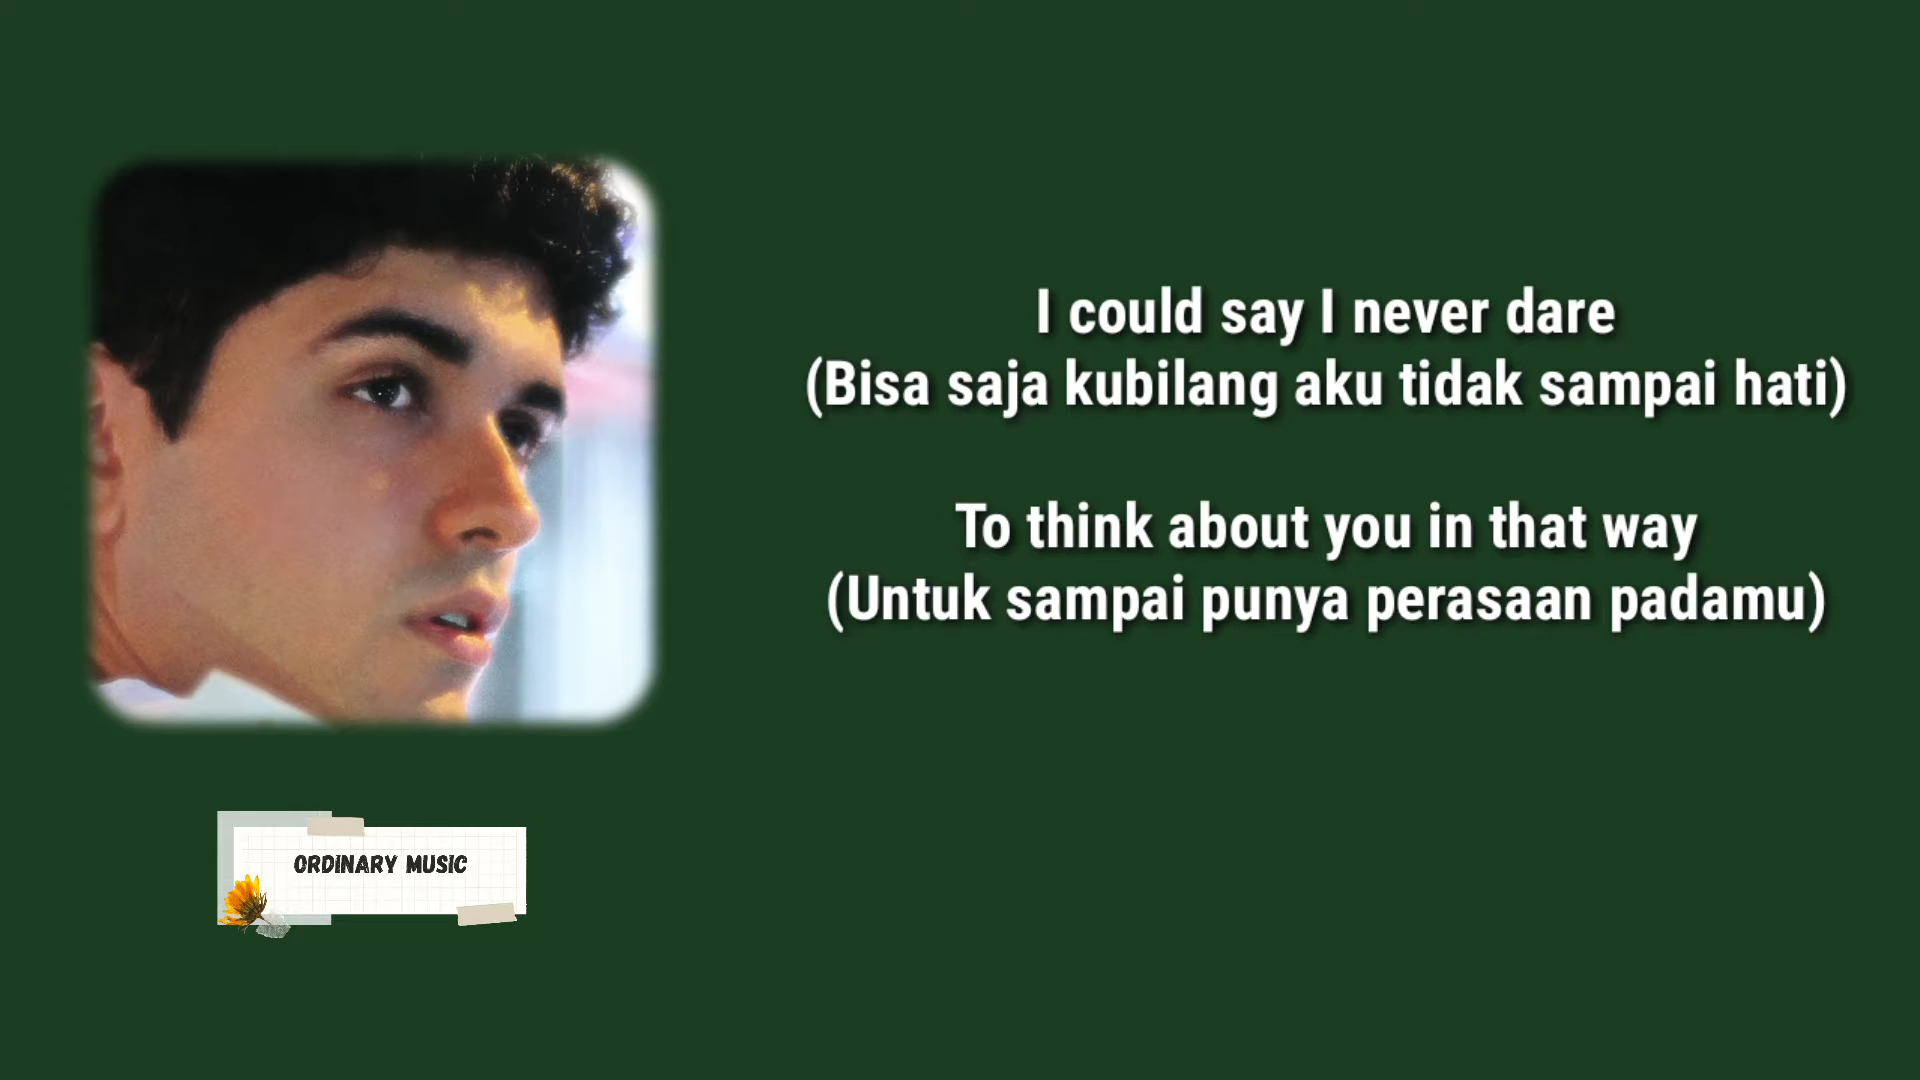 I could say I never dare
(Bisa saja kubilang aku tidak sampai hati)
To think about you in that way
(Untuk sampai punya perasaan padamu)
ORDINARY MUSIC